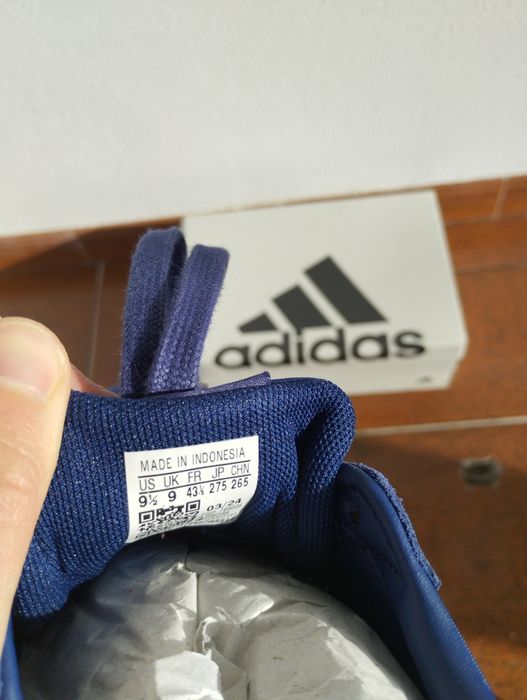 adidas
MADE IN INDONESIA
US UK FR JP CHN
9½ 9 43⅓ 275 265
03/24